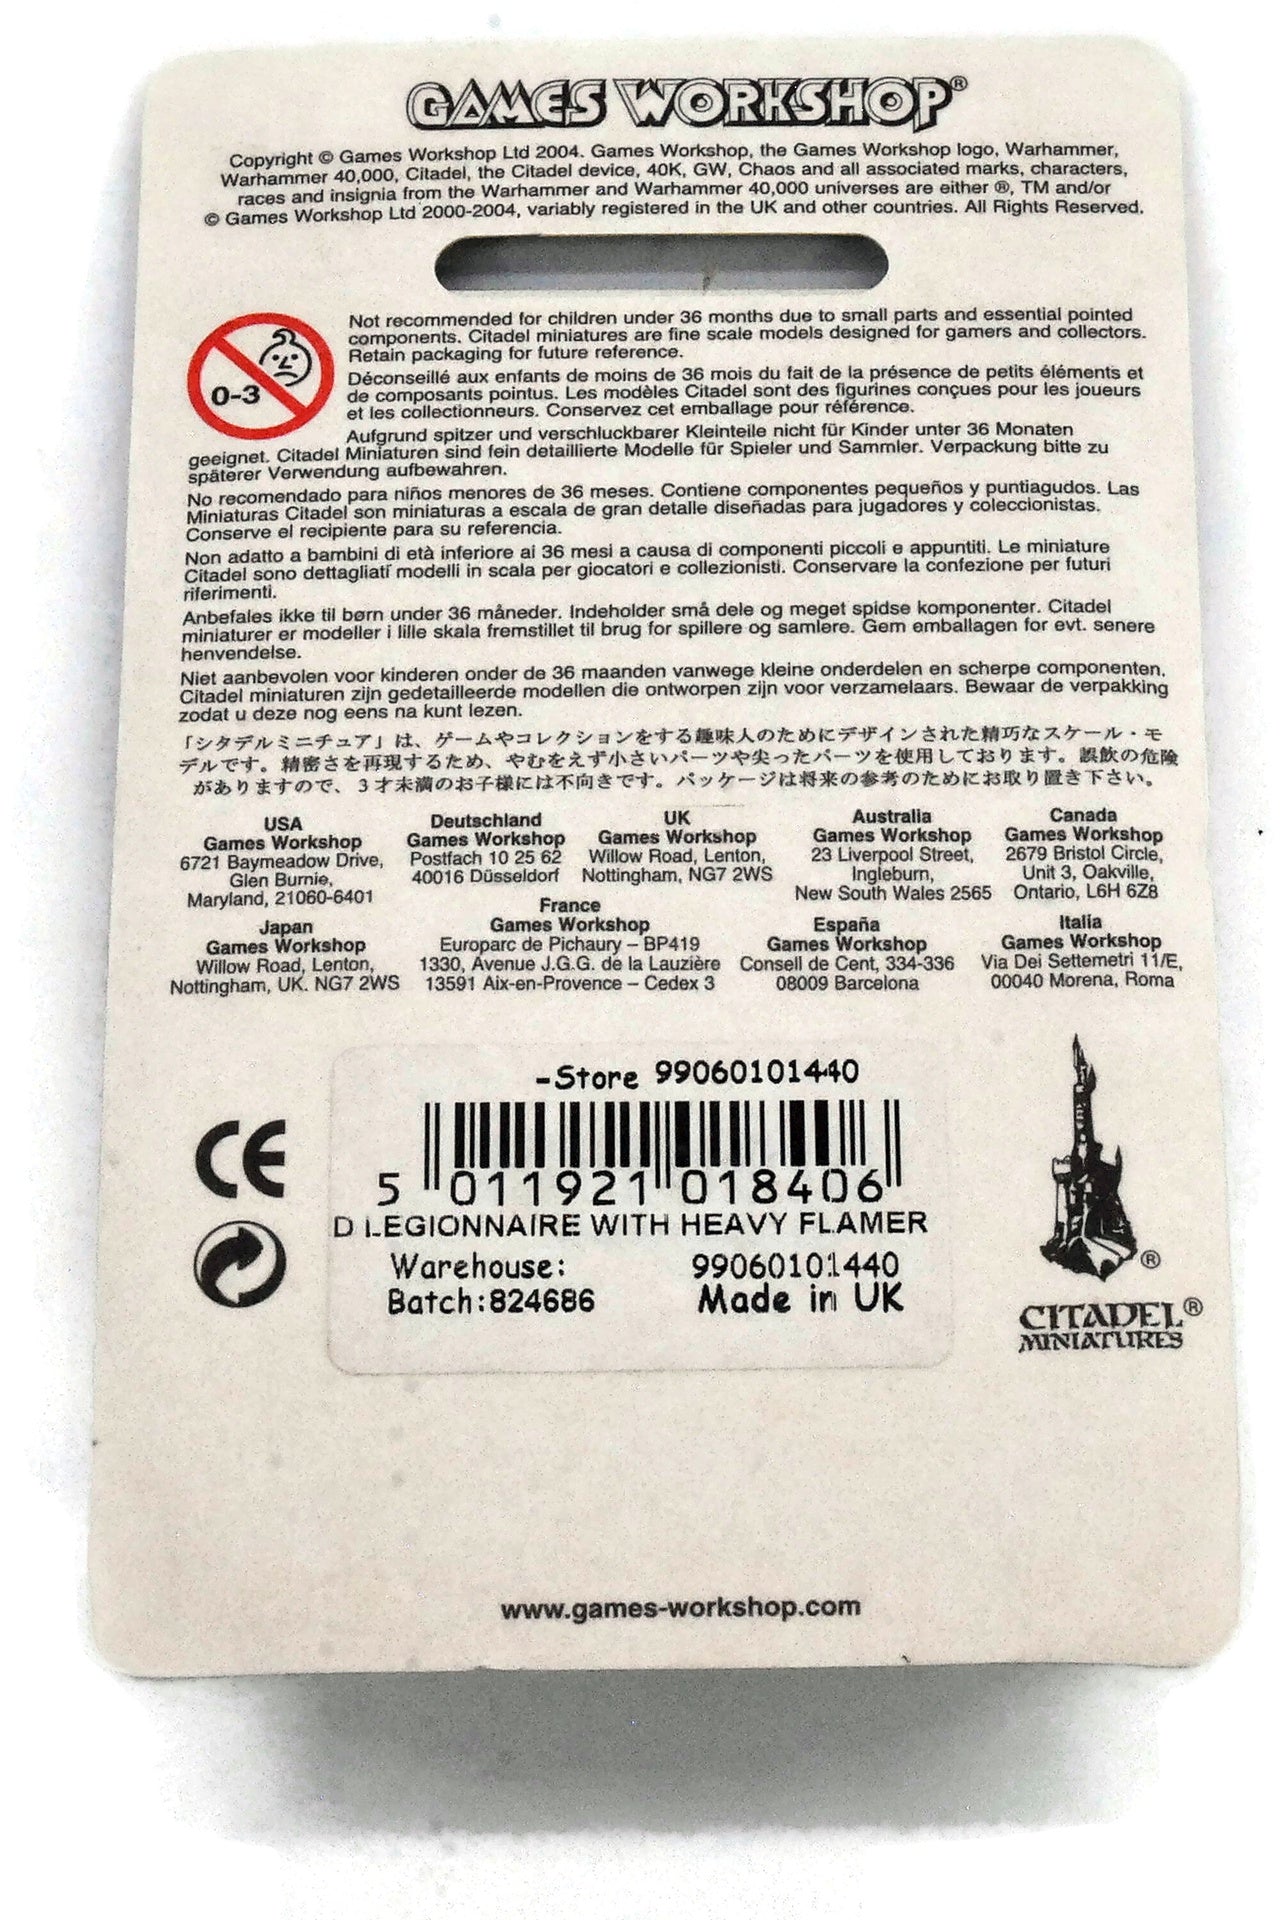 GAMES WORKSHOP®
Copyright © Games Workshop Ltd 2004. Games Workshop, the Games Workshop logo, Warhammer,
Warhammer 40,000, Citadel, the Citadel device, 40K, GW, Chaos and all associated marks, characters,
races and insignia from the Warhammer and Warhammer 40,000 universes are either ®, TM and/or
© Games Workshop Ltd 2000-2004, variably registered in the UK and other countries. All Rights Reserved.
0-3
Not recommended for children under 36 months due to small parts and essential pointed
components. Citadel miniatures are fine scale models designed for gamers and collectors.
Retain packaging for future reference.
Déconseillé aux enfants de moins de 36 mois du fait de la présence de petits éléments et
de composants pointus. Les modèles Citadel sont des figurines conçues pour les joueurs
et les collectionneurs. Conservez cet emballage pour référence.
Aufgrund spitzer und verschluckbarer Kleinteile nicht für Kinder unter 36 Monaten
geeignet. Citadel Miniaturen sind fein detaillierte Modelle für Spieler und Sammler. Verpackung bitte zu
späterer Verwendung aufbewahren.
No recomendado para niños menores de 36 meses. Contiene componentes pequeños y puntiagudos. Las
Miniaturas Citadel son miniaturas a escala de gran detalle diseñadas para jugadores y coleccionistas.
Conserve el recipiente para su referencia.
Non adatto a bambini di età inferiore ai 36 mesi a causa di componenti piccoli e appuntiti. Le miniature
Citadel sono dettagliati modelli in scala per giocatori e collezionisti. Conservare la confezione per futuri
riferimenti.
Anbefales ikke til børn under 36 måneder. Indeholder små dele og meget spidse komponenter. Citadel
miniaturer er modeller i lille skala fremstillet til brug for spillere og samlere. Gem emballagen for evt. senere
henvendelse.
Niet aanbevolen voor kinderen onder de 36 maanden vanwege kleine onderdelen en scherpe componenten.
Citadel miniaturen zijn gedetailleerde modellen die ontworpen zijn voor verzamelaars. Bewaar de verpakking
zodat u deze nog eens na kunt lezen.
「シタデルミニチュア」は、ゲームやコレクションをする趣味人のためにデザインされた精巧なスケール・モ
デルです。精密さを再現するため、やむをえず小さいパーツや尖ったパーツを使用しております。誤飲の危険
がありますので、3才未満のお子様には不向きです。パッケージは将来の参考のためにお取り置き下さい。
USA
Games Workshop
6721 Baymeadow Drive,
Glen Burnie,
Maryland, 21060-6401
Deutschland
Games Workshop
Postfach 10 25 62
40016 Düsseldorf
UK
Games Workshop
Willow Road, Lenton,
Nottingham, NG7 2WS
Australia
Games Workshop
23 Liverpool Street,
Ingleburn,
New South Wales 2565
Canada
Games Workshop
2679 Bristol Circle,
Unit 3, Oakville,
Ontario, L6H 6Z8
Japan
Games Workshop
Willow Road, Lenton,
Nottingham, UK. NG7 2WS
France
Games Workshop
Europarc de Pichaury – BP419
1330, Avenue J.G.G. de la Lauzière
13591 Aix-en-Provence – Cedex 3
España
Games Workshop
Consell de Cent, 334-336
08009 Barcelona
Italia
Games Workshop
Via Dei Settemetri 11/E,
00040 Morena, Roma
-Store 99060101440
5 011921 018406
D LEGIONNAIRE WITH HEAVY FLAMER
Warehouse: 99060101440
Batch:824686 Made in UK
CE
®
CITADEL®
MINIATURES
www.games-workshop.com